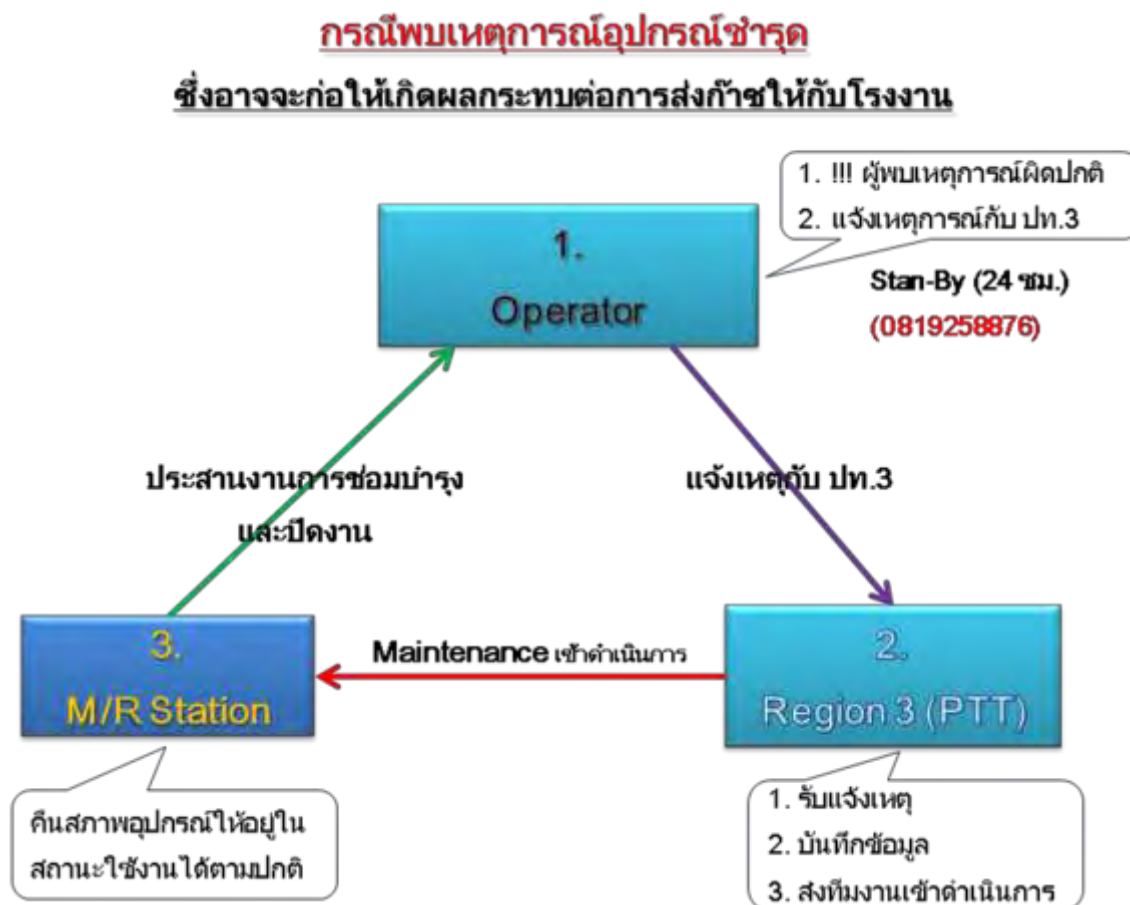 กรณีพบเหตุการณ์อุปกรณ์ชำรุด
ซึ่งอาจจะก่อให้เกิดผลกระทบต่อการส่งก๊าซให้กับโรงงาน
1. !!! ผู้พบเหตุการณ์ผิดปกติ
2. แจ้งเหตุการณ์กับ ปท.3
1.
Operator
Stan-By (24 ชม.)
(0819258876)
ประสานงานการซ่อมบำรุง
และปิดงาน
แจ้งเหตุกับ ปท.3
3.
M/R Station
Maintenance เข้าดำเนินการ
2.
Region 3 (PTT)
คืนสภาพอุปกรณ์ให้อยู่ใน
สถานะใช้งานได้ตามปกติ
1. รับแจ้งเหตุ
2. บันทึกข้อมูล
3. ส่งทีมงานเข้าดำเนินการ